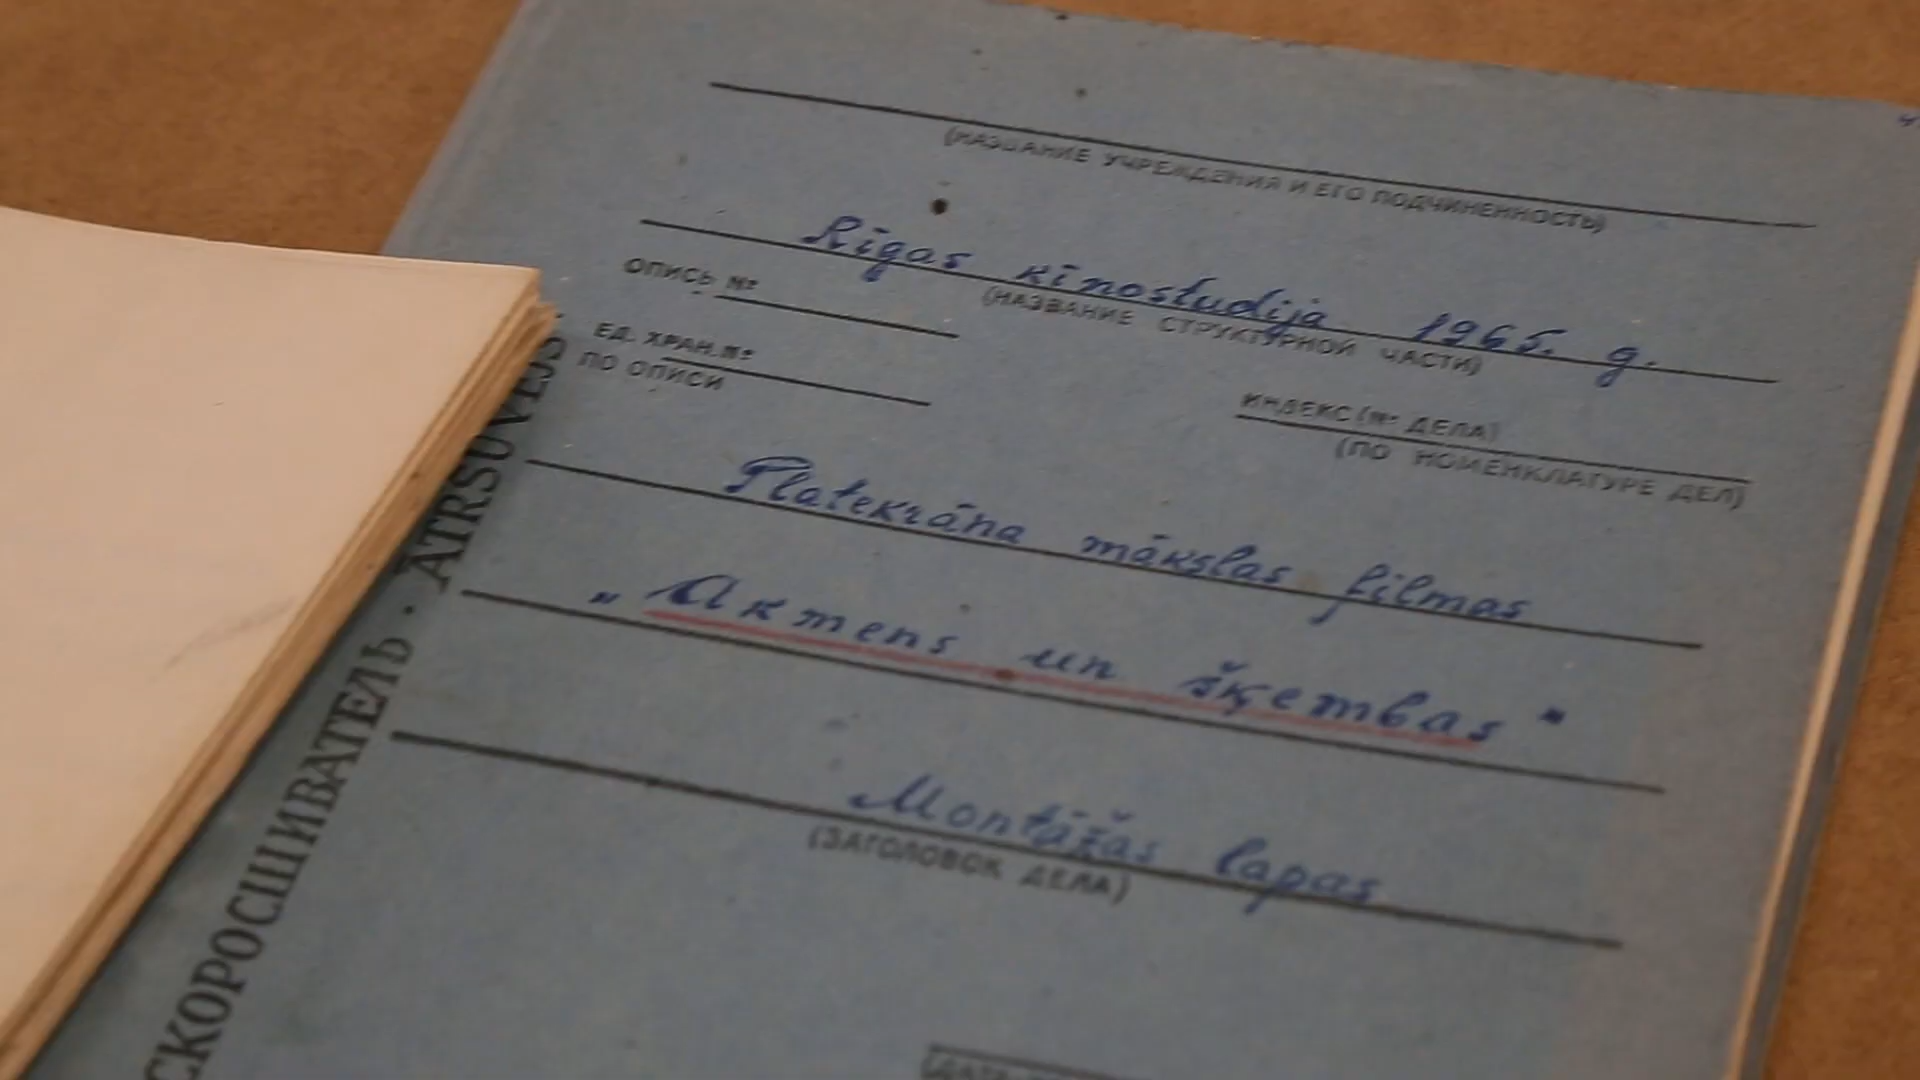 (НАЗВАНИЕ УЧРЕЖДЕНИЯ И ЕГО ПОДЧИНЕННОСТЬ)
Rīgas kinostudija 1965. g.
(НАЗВАНИЕ СТРУКТУРНОЙ ЧАСТИ)
ОПИСЬ №
ЕД. ХРАН. №
ПО ОПИСИ
ИНДЕКС (№ ДЕЛА)
(ПО НОМЕНКЛАТУРЕ ДЕЛ)
Platekrāna mākslas filmas
„Akmens un šķembas"
Montāžas lapas
(ЗАГОЛОВОК ДЕЛА)
СКОРОСШИВАТЕЛЬ · ĀTRŠUVĒJS